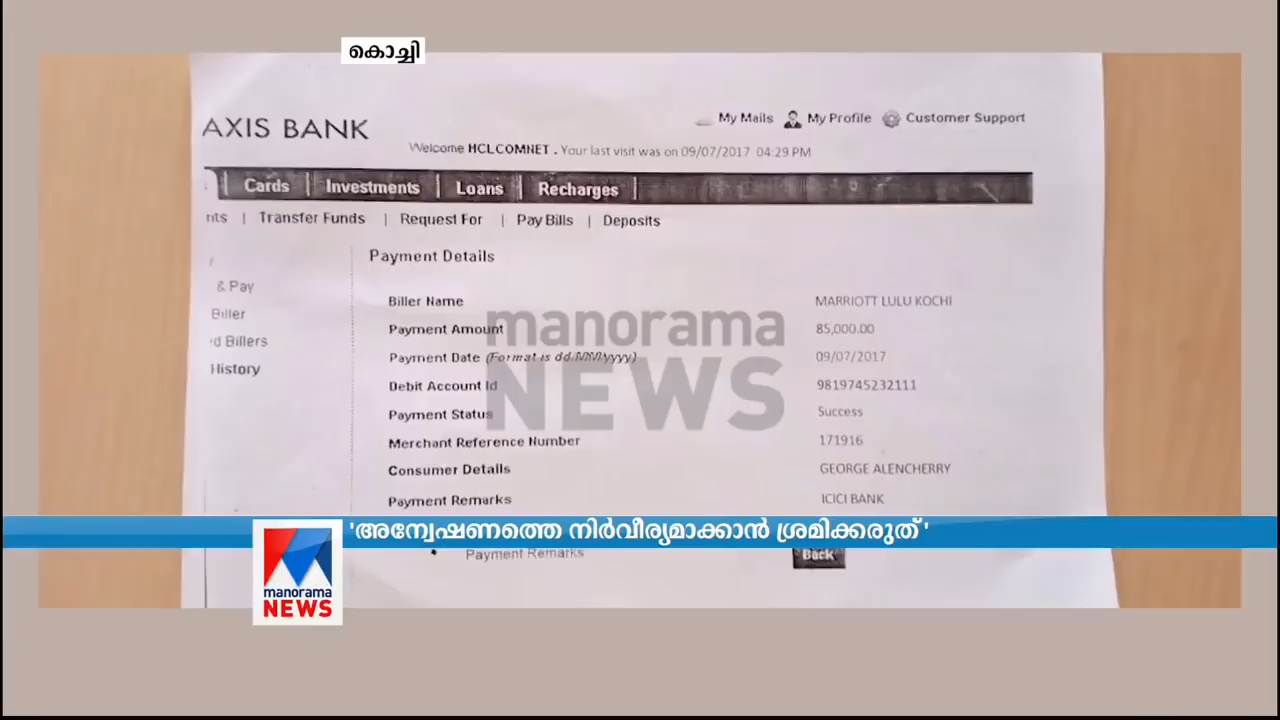 കൊച്ചി
AXIS BANK
My Mails My Profile Customer Support
Welcome HCLCOMNET . Your last visit was on 09/07/2017 04:29 PM
Cards | Investments | Loans | Recharges |
nts | Transfer Funds | Request For | Pay Bills | Deposits
Payment Details
& Pay
Biller
d Billers
History
Biller Name MARRIOTT LULU KOCHI
Payment Amount 85,000.00
Payment Date (Format is dd/MM/yyyy) 09/07/2017
Debit Account Id 9819745232111
Payment Status Success
Merchant Reference Number 171916
Consumer Details GEORGE ALENCHERRY
Payment Remarks ICICI BANK
manorama
NEWS
'അന്വേഷണത്തെ നിർവീര്യമാക്കാൻ ശ്രമിക്കരുത്'
Payment Remarks Back
manorama
NEWS